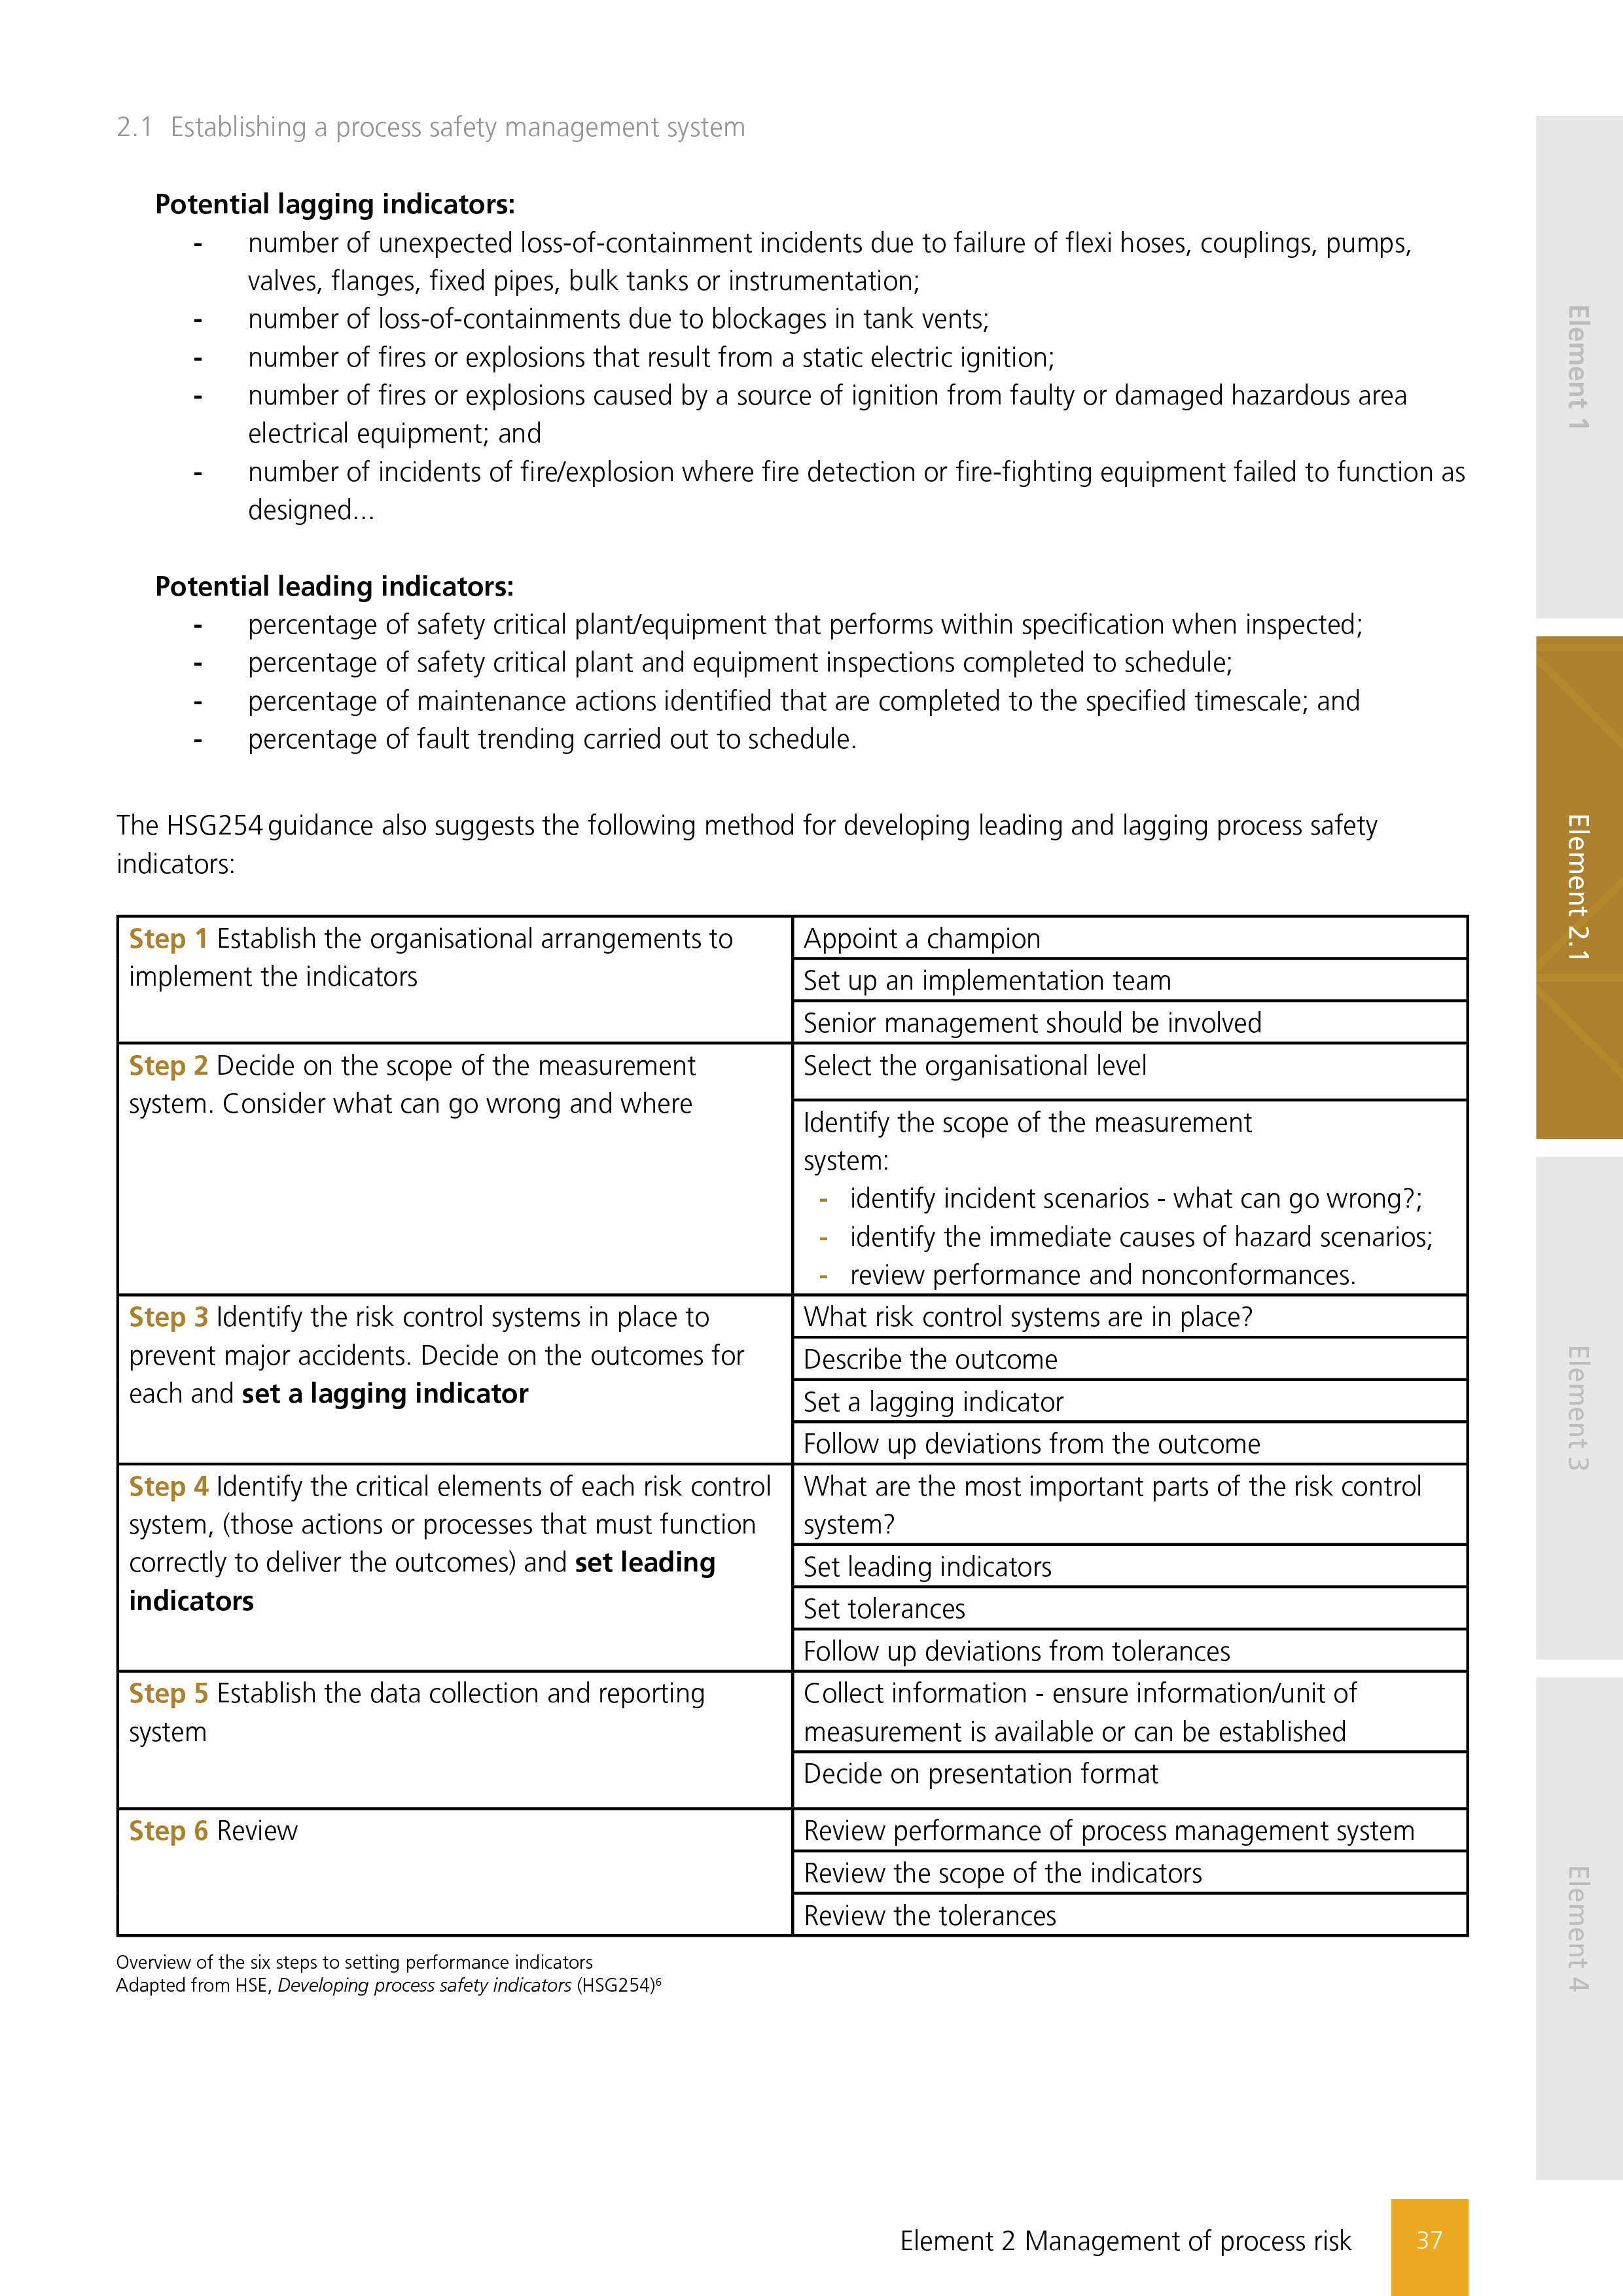 2.1 Establishing a process safety management system
Potential lagging indicators:
- number of unexpected loss-of-containment incidents due to failure of flexi hoses, couplings, pumps,
valves, flanges, fixed pipes, bulk tanks or instrumentation;
- number of loss-of-containments due to blockages in tank vents;
- number of fires or explosions that result from a static electric ignition;
- number of fires or explosions caused by a source of ignition from faulty or damaged hazardous area
electrical equipment; and
- number of incidents of fire/explosion where fire detection or fire-fighting equipment failed to function as
designed...
Potential leading indicators:
- percentage of safety critical plant/equipment that performs within specification when inspected;
- percentage of safety critical plant and equipment inspections completed to schedule;
- percentage of maintenance actions identified that are completed to the specified timescale; and
- percentage of fault trending carried out to schedule.
The HSG254 guidance also suggests the following method for developing leading and lagging process safety
indicators:
Step 1 Establish the organisational arrangements to
implement the indicators
Appoint a champion
Set up an implementation team
Senior management should be involved
Step 2 Decide on the scope of the measurement
system. Consider what can go wrong and where
Select the organisational level
Identify the scope of the measurement
system:
- identify incident scenarios - what can go wrong?;
- identify the immediate causes of hazard scenarios;
- review performance and nonconformances.
Step 3 Identify the risk control systems in place to
prevent major accidents. Decide on the outcomes for
each and set a lagging indicator
What risk control systems are in place?
Describe the outcome
Set a lagging indicator
Follow up deviations from the outcome
Step 4 Identify the critical elements of each risk control
system, (those actions or processes that must function
correctly to deliver the outcomes) and set leading
indicators
What are the most important parts of the risk control
system?
Set leading indicators
Set tolerances
Follow up deviations from tolerances
Step 5 Establish the data collection and reporting
system
Collect information - ensure information/unit of
measurement is available or can be established
Decide on presentation format
Step 6 Review
Review performance of process management system
Review the scope of the indicators
Review the tolerances
Overview of the six steps to setting performance indicators
Adapted from HSE, Developing process safety indicators (HSG254)⁶
Element 1
Element 2.1
Element 3
Element 4
Element 2 Management of process risk
37